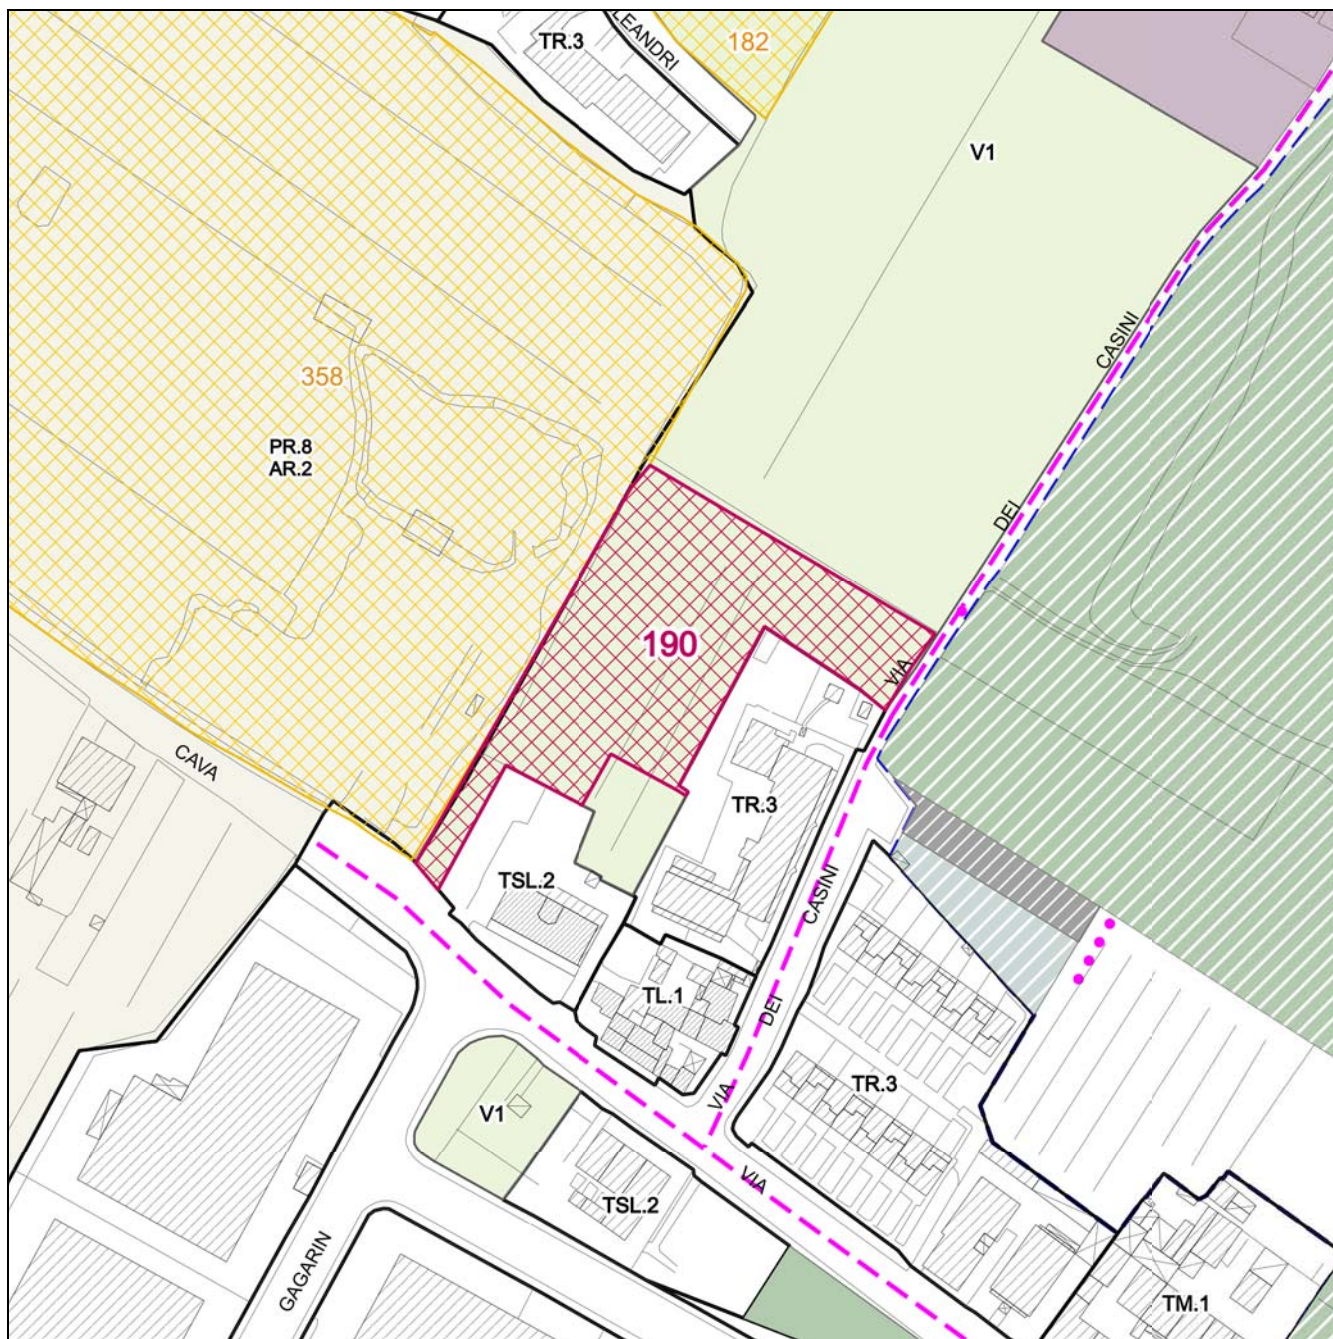 TR.3
LEANDRI
182
V1
CASINI
358
PR.8
AR.2
DEI
190
VIA
CAVA
TR.3
TSL.2
CASINI
TL.1
DEI
TR.3
VIA
V1
VIA
TSL.2
GAGARIN
TM.1